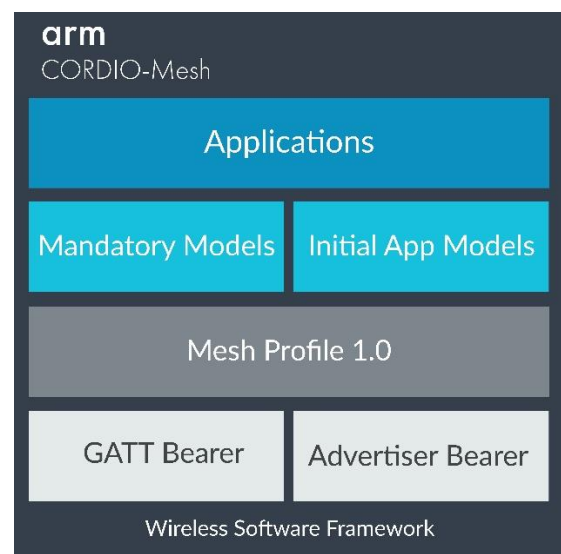 arm
CORDIO-Mesh
Applications
Mandatory Models
Initial App Models
Mesh Profile 1.0
GATT Bearer
Advertiser Bearer
Wireless Software Framework